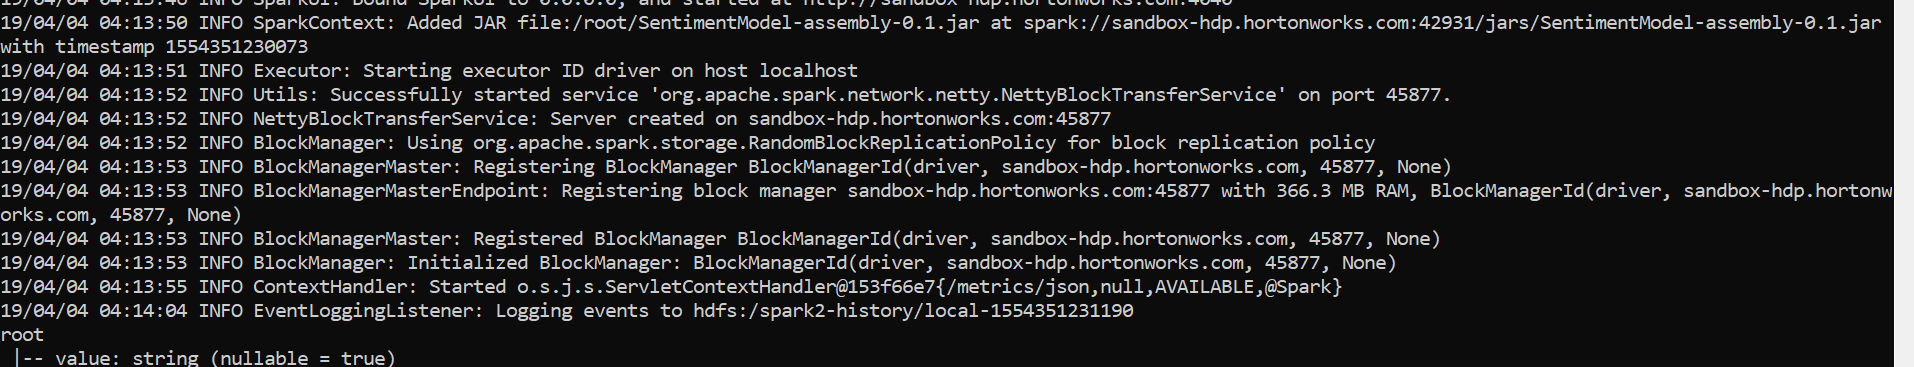 19/04/04 04:13:48 INFO SparkUI: Bound SparkUI to 0.0.0.0, and started at http://sandbox-hdp.hortonworks.com:4040
19/04/04 04:13:50 INFO SparkContext: Added JAR file:/root/SentimentModel-assembly-0.1.jar at spark://sandbox-hdp.hortonworks.com:42931/jars/SentimentModel-assembly-0.1.jar
with timestamp 1554351230073
19/04/04 04:13:51 INFO Executor: Starting executor ID driver on host localhost
19/04/04 04:13:52 INFO Utils: Successfully started service 'org.apache.spark.network.netty.NettyBlockTransferService' on port 45877.
19/04/04 04:13:52 INFO NettyBlockTransferService: Server created on sandbox-hdp.hortonworks.com:45877
19/04/04 04:13:52 INFO BlockManager: Using org.apache.spark.storage.RandomBlockReplicationPolicy for block replication policy
19/04/04 04:13:53 INFO BlockManagerMaster: Registering BlockManager BlockManagerId(driver, sandbox-hdp.hortonworks.com, 45877, None)
19/04/04 04:13:53 INFO BlockManagerMasterEndpoint: Registering block manager sandbox-hdp.hortonworks.com:45877 with 366.3 MB RAM, BlockManagerId(driver, sandbox-hdp.hortonw
orks.com, 45877, None)
19/04/04 04:13:53 INFO BlockManagerMaster: Registered BlockManager BlockManagerId(driver, sandbox-hdp.hortonworks.com, 45877, None)
19/04/04 04:13:53 INFO BlockManager: Initialized BlockManager: BlockManagerId(driver, sandbox-hdp.hortonworks.com, 45877, None)
19/04/04 04:13:55 INFO ContextHandler: Started o.s.j.s.ServletContextHandler@153f66e7{/metrics/json,null,AVAILABLE,@Spark}
19/04/04 04:14:04 INFO EventLoggingListener: Logging events to hdfs:/spark2-history/local-1554351231190
root
|-- value: string (nullable = true)